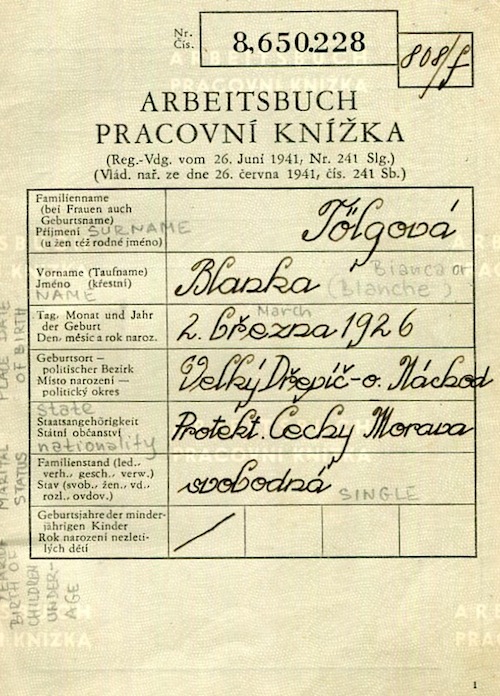 Nr.
Čís.
8,650.228
808/f
ARBEITSBUCH
PRACOVNÍ KNÍŽKA
(Reg.-Vdg. vom 26. Juni 1941, Nr. 241 Slg.)
(Vlád. nař. ze dne 26. června 1941, čís. 241 Sb.)
Familienname
(bei Frauen auch
Geburtsname)
Příjmení SURNAME
(u žen též rodné jméno)
Tölgová
Vorname (Taufname)
Jméno (křestní)
NAME
Blanka
Bianca or
(blanche)
Tag, Monat und Jahr
der Geburt
Den, měsíc a rok naroz.
March
2. března 1926
Geburtsort —
politischer Bezirk
Místo narození —
politický okres
Velký Dřepič-o. Náchod
state
Staatsangehörigkeit
Státní občanství
nationality
Protekt. Čechy Morava
Familienstand (led.,
verh., gesch., verw.)
Stav (svob., žen., vd.,
rozl., ovdov.)
svobodná
SINGLE
Geburtsjahre der minder-
jährigen Kinder
Rok narození nezleti-
lých dětí
PLACE DATE
OF BIRTH
MARITAL
STATUS
BIRTH OF
CHILDREN
UNDER-
AGE
1